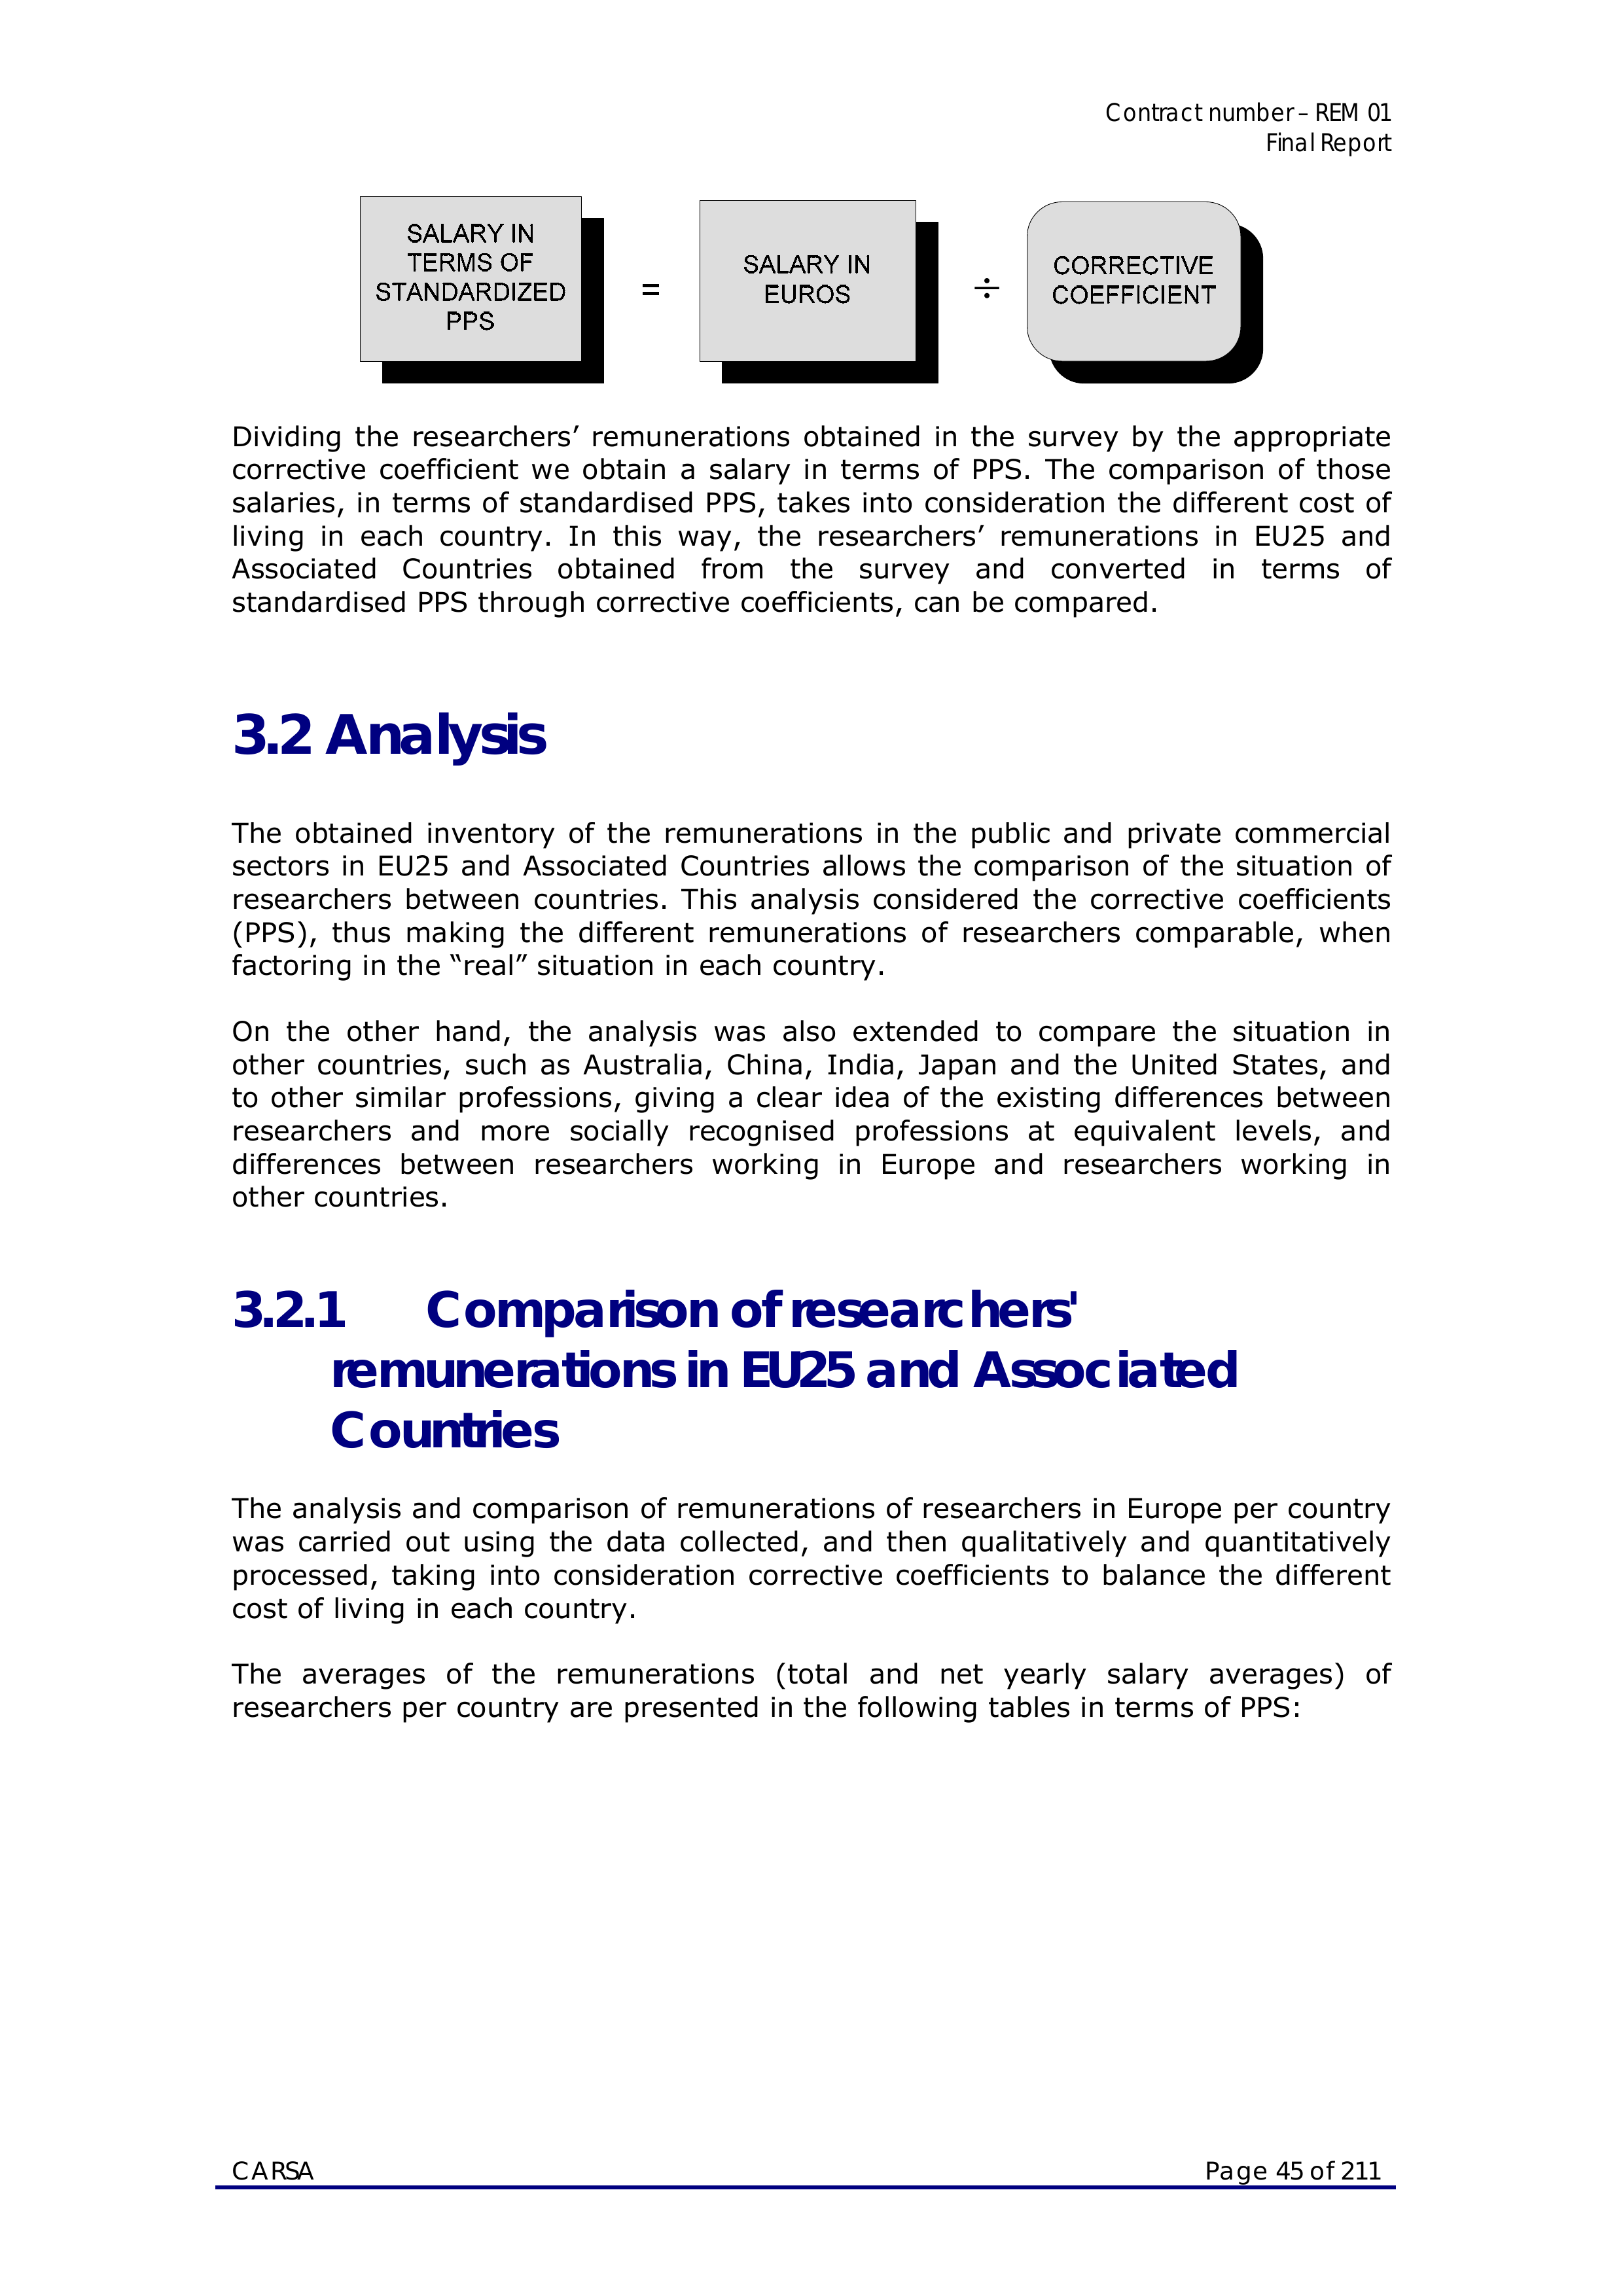 Contract number – REM 01
Final Report
SALARY IN
TERMS OF
STANDARDIZED
PPS
=
SALARY IN
EUROS
÷
CORRECTIVE
COEFFICIENT
Dividing the researchers’ remunerations obtained in the survey by the appropriate
corrective coefficient we obtain a salary in terms of PPS. The comparison of those
salaries, in terms of standardised PPS, takes into consideration the different cost of
living in each country. In this way, the researchers’ remunerations in EU25 and
Associated Countries obtained from the survey and converted in terms of
standardised PPS through corrective coefficients, can be compared.
3.2 Analysis
The obtained inventory of the remunerations in the public and private commercial
sectors in EU25 and Associated Countries allows the comparison of the situation of
researchers between countries. This analysis considered the corrective coefficients
(PPS), thus making the different remunerations of researchers comparable, when
factoring in the “real” situation in each country.
On the other hand, the analysis was also extended to compare the situation in
other countries, such as Australia, China, India, Japan and the United States, and
to other similar professions, giving a clear idea of the existing differences between
researchers and more socially recognised professions at equivalent levels, and
differences between researchers working in Europe and researchers working in
other countries.
3.2.1 Comparison of researchers'
remunerations in EU25 and Associated
Countries
The analysis and comparison of remunerations of researchers in Europe per country
was carried out using the data collected, and then qualitatively and quantitatively
processed, taking into consideration corrective coefficients to balance the different
cost of living in each country.
The averages of the remunerations (total and net yearly salary averages) of
researchers per country are presented in the following tables in terms of PPS:
CARSA Page 45 of 211